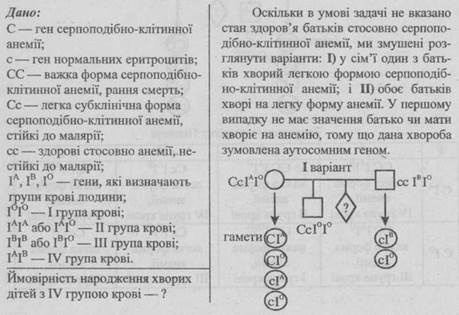 Дано:
С — ген серпоподібно-клітинної
анемії;
с — ген нормальних еритроцитів;
СС — важка форма серпоподібно-
клітинної анемії, рання смерть;
Сс — легка субклінічна форма
серпоподібно-клітинної анемії,
стійкі до малярії;
сс — здорові стосовно анемії, не-
стійкі до малярії;
Iᴬ, Iᴮ, Iᴼ — гени, які визначають
групи крові людини;
IᴼIᴼ — I група крові;
IᴬIᴬ або IᴬIᴼ — II група крові;
IᴮIᴮ або IᴮIᴼ — III група крові;
IᴬIᴮ — IV група крові.
Ймовірність народження хворих
дітей з IV групою крові — ?
Оскільки в умові задачі не вказано
стан здоров'я батьків стосовно серпопо-
дібно-клітинної анемії, ми змушені роз-
глянути варіанти: I) у сім'ї один з бать-
ків хворий легкою формою серпоподіб-
но-клітинної анемії; і II) обоє батьків
хворі на легку форму анемії. У першому
випадку не має значення батько чи мати
хворіє на анемію, тому що дана хвороба
зумовлена аутосомним геном.
I варіант
СсIᴬIᴼ
ссIᴮIᴼ
?
СсIᴼIᴼ
гамети
СIᴬ
сIᴮ
СIᴼ
сIᴼ
сIᴬ
сIᴼ